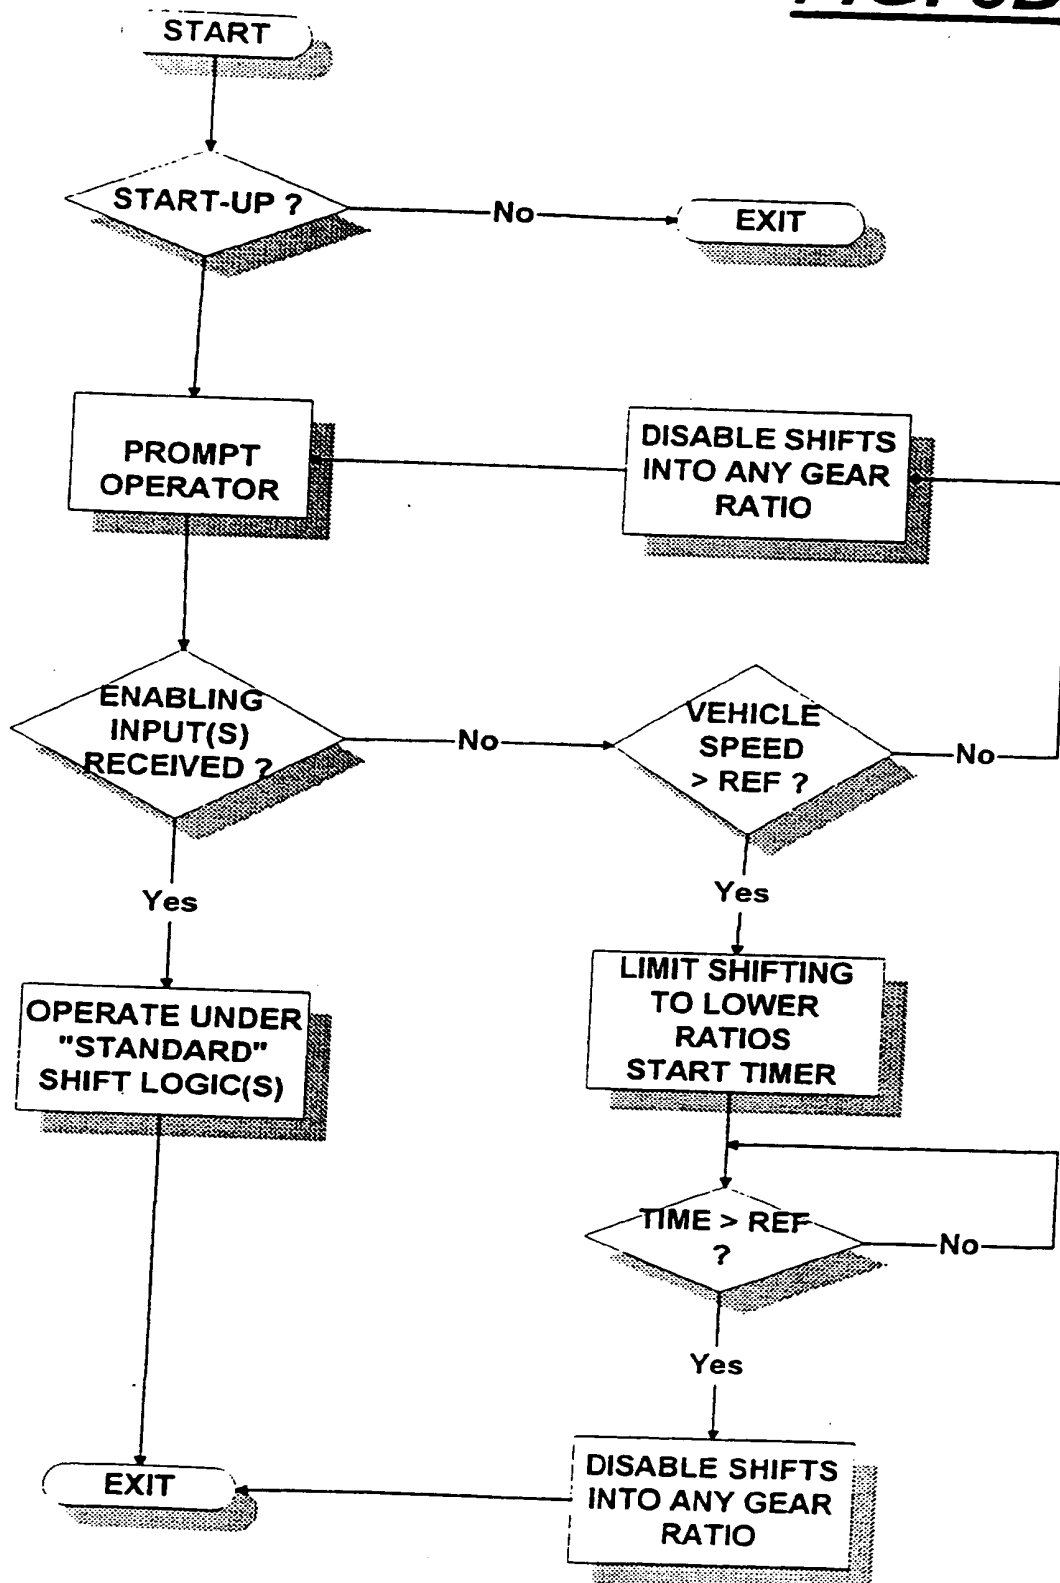 START
START-UP ?
No
EXIT
PROMPT
OPERATOR
DISABLE SHIFTS
INTO ANY GEAR
RATIO
ENABLING
INPUT(S)
RECEIVED ?
No
VEHICLE
SPEED
> REF ?
No
Yes
Yes
OPERATE UNDER
"STANDARD"
SHIFT LOGIC(S)
LIMIT SHIFTING
TO LOWER
RATIOS
START TIMER
TIME > REF
?
No
Yes
EXIT
DISABLE SHIFTS
INTO ANY GEAR
RATIO